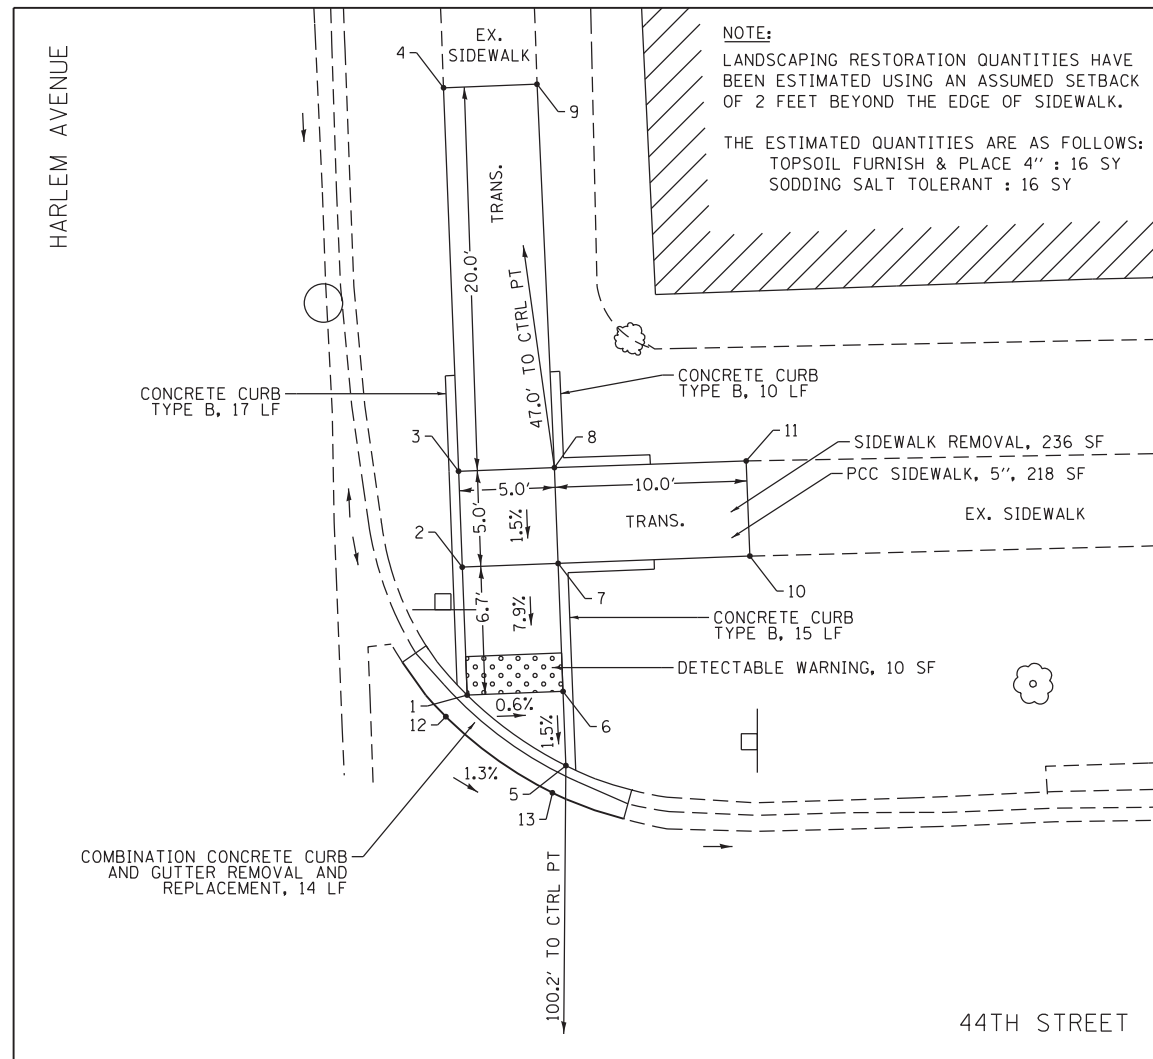 HARLEM AVENUE
EX.
SIDEWALK
NOTE:
LANDSCAPING RESTORATION QUANTITIES HAVE
BEEN ESTIMATED USING AN ASSUMED SETBACK
OF 2 FEET BEYOND THE EDGE OF SIDEWALK.
THE ESTIMATED QUANTITIES ARE AS FOLLOWS:
TOPSOIL FURNISH & PLACE 4'' : 16 SY
SODDING SALT TOLERANT : 16 SY
4
9
TRANS.
20.0'
47.0' TO CTRL PT
CONCRETE CURB
TYPE B, 17 LF
CONCRETE CURB
TYPE B, 10 LF
3
8
11
SIDEWALK REMOVAL, 236 SF
PCC SIDEWALK, 5'', 218 SF
5.0'
10.0'
5.0'
1.5%
TRANS.
EX. SIDEWALK
2
7
10
6.7'
7.9%
CONCRETE CURB
TYPE B, 15 LF
DETECTABLE WARNING, 10 SF
1
12
0.6%
6
1.5%
1.3%
5
13
COMBINATION CONCRETE CURB
AND GUTTER REMOVAL AND
REPLACEMENT, 14 LF
100.2' TO CTRL PT
44TH STREET